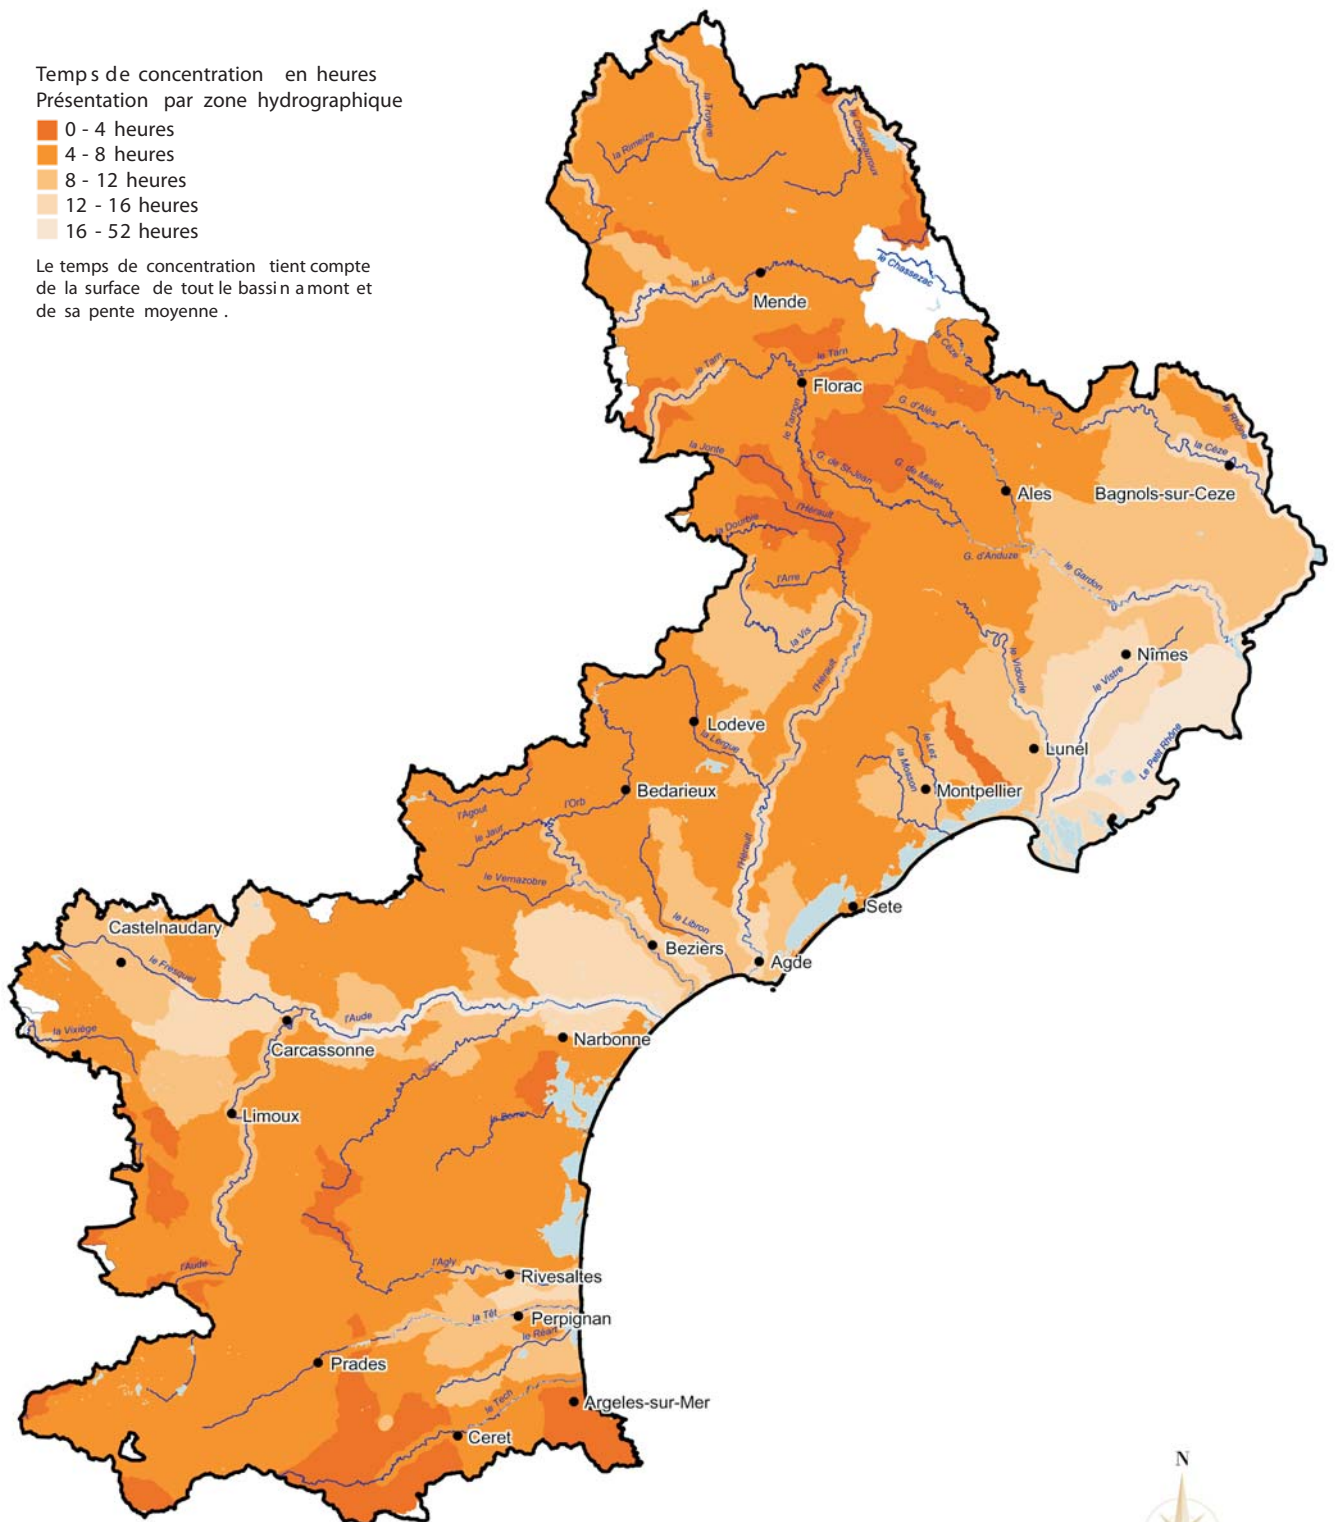 Temps de concentration en heures
Présentation par zone hydrographique
0 - 4 heures
4 - 8 heures
8 - 12 heures
12 - 16 heures
16 - 52 heures
Le temps de concentration tient compte
de la surface de tout le bassin amont et
de sa pente moyenne .
la Truyère
la Rimeize
le Chapeauroux
le Chassezac
le Lot
Mende
la Cèze
le Tarn
le Tarn
Florac
le Tarnon
G. d'Alès
le Rhône
la Cèze
Bagnols-sur-Ceze
la Jonte
G. de St-Jean
G. de Mialet
Ales
l'Hérault
la Dourbie
G. d'Anduze
le Gardon
l'Arre
la Vis
l'Hérault
le Vidourle
Nîmes
le Vistre
Lodeve
la Lergue
le Lez
la Mosson
Lunel
Le Petit Rhône
Bedarieux
Montpellier
l'Agout
l'Orb
le Jaur
l'Hérault
le Vernazobre
Sete
Castelnaudary
le Libron
Beziers
Agde
le Fresquel
l'Aude
la Vixiège
Carcassonne
Narbonne
Limoux
l'Aude
l'Agly
Rivesaltes
la Têt
Perpignan
le Réart
Prades
le Tech
Argeles-sur-Mer
Ceret
N